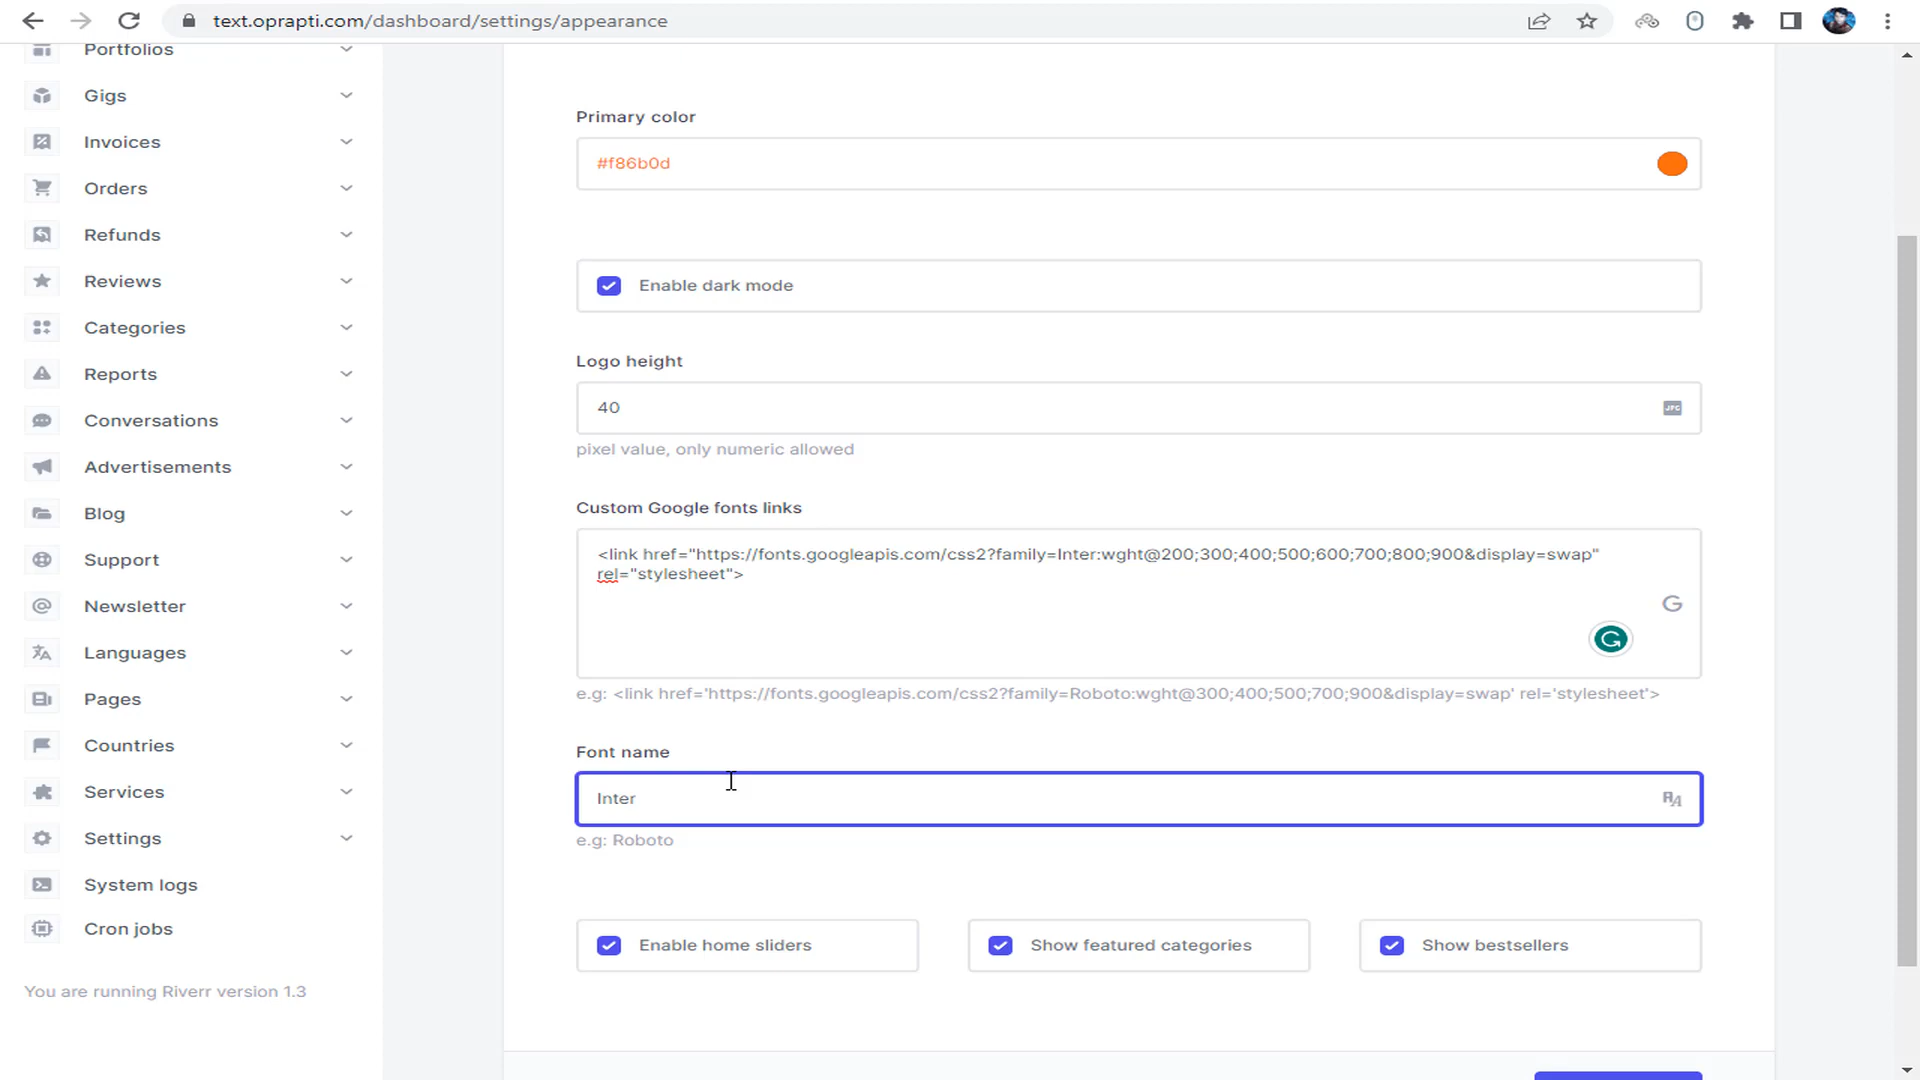 text.oprapti.com/dashboard/settings/appearance
Portfolios
Gigs
Invoices
Orders
Refunds
Reviews
Categories
Reports
Conversations
Advertisements
Blog
Support
Newsletter
Languages
Pages
Countries
Services
Settings
System logs
Cron jobs
You are running Riverr version 1.3
Primary color
#f86b0d
Enable dark mode
Logo height
40
JFG
pixel value, only numeric allowed
Custom Google fonts links
<link href="https://fonts.googleapis.com/css2?family=Inter:wght@200;300;400;500;600;700;800;900&display=swap"
rel="stylesheet">
e.g: <link href='https://fonts.googleapis.com/css2?family=Roboto:wght@300;400;500;700;900&display=swap' rel='stylesheet'>
Font name
Inter
e.g: Roboto
Enable home sliders
Show featured categories
Show bestsellers